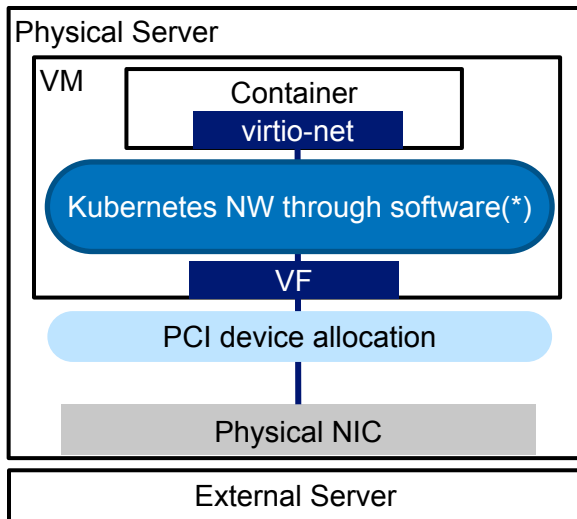 Physical Server
VM
Container
virtio-net
Kubernetes NW through software(*)
VF
PCI device allocation
Physical NIC
External Server